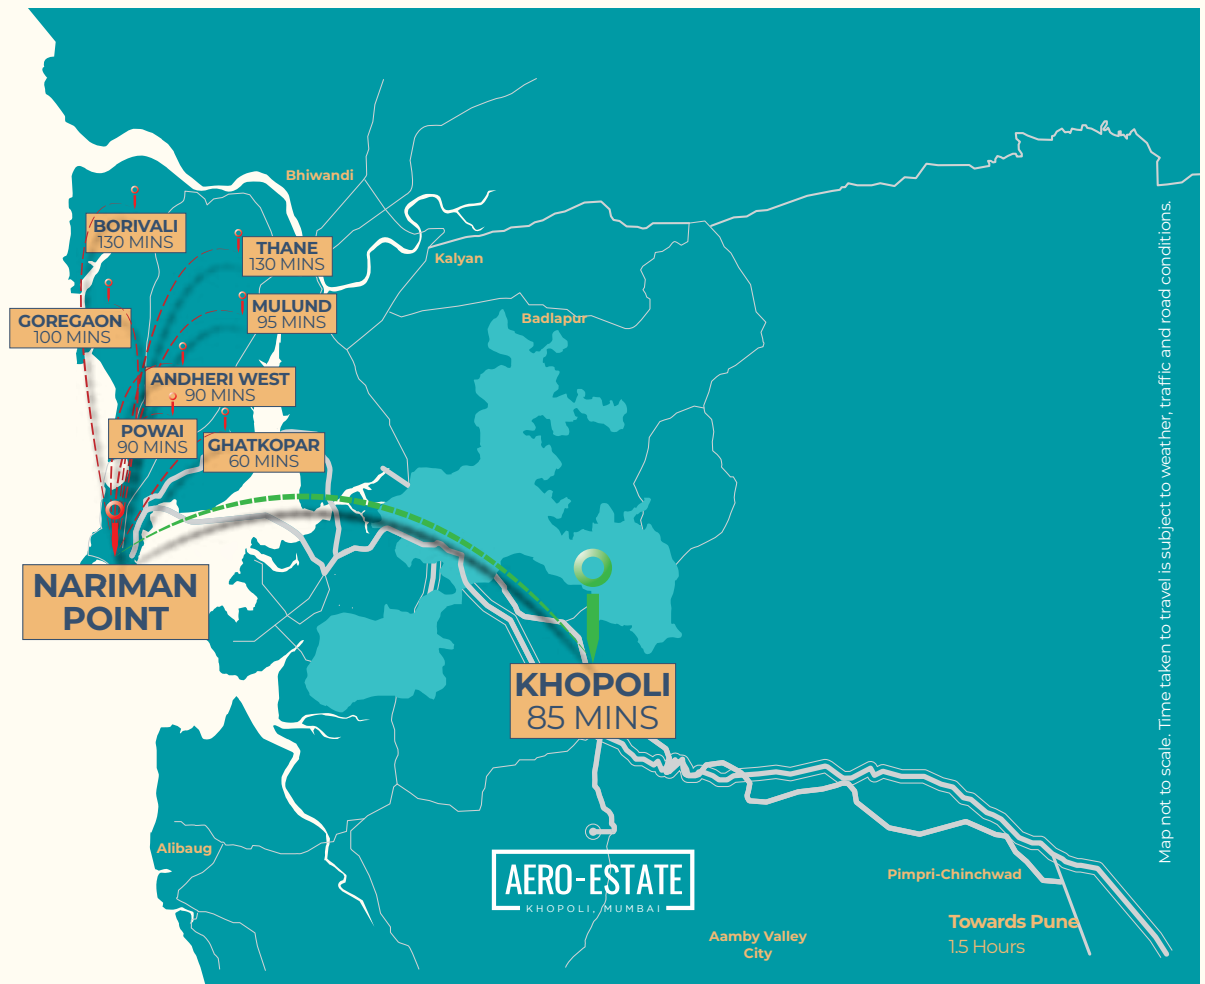 Bhiwandi
BORIVALI
130 MINS
THANE
130 MINS
Kalyan
MULUND
95 MINS
GOREGAON
100 MINS
Badlapur
ANDHERI WEST
90 MINS
POWAI
90 MINS
GHATKOPAR
60 MINS
NARIMAN
POINT
KHOPOLI
85 MINS
Alibaug
AERO-ESTATE
KHOPOLI, MUMBAI
Pimpri-Chinchwad
Towards Pune
1.5 Hours
Aamby Valley
City
Map not to scale. Time taken to travel is subject to weather, traffic and road conditions.